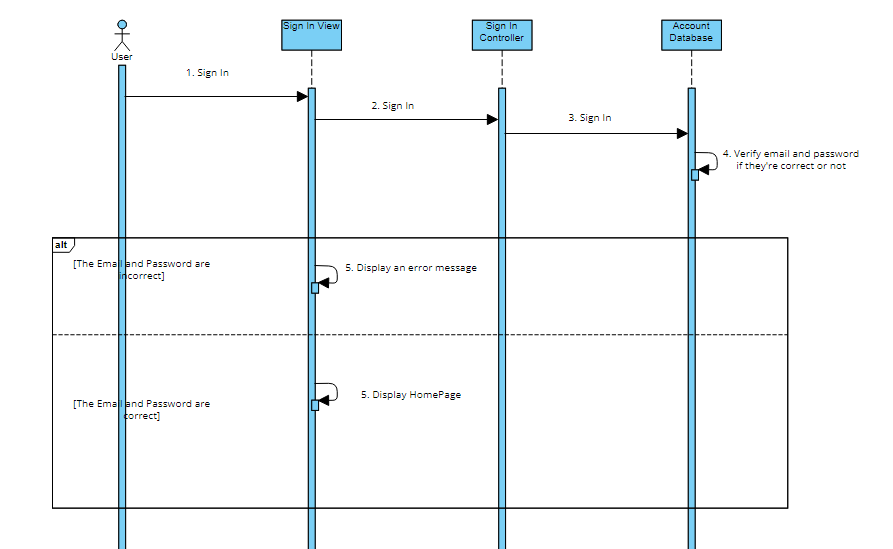 Sign In View
Sign In
Controller
Account
Database
User
1. Sign In
2. Sign In
3. Sign In
4. Verify email and password
if they're correct or not
alt
[The Email and Password are
incorrect]
5. Display an error message
5. Display HomePage
[The Email and Password are
correct]